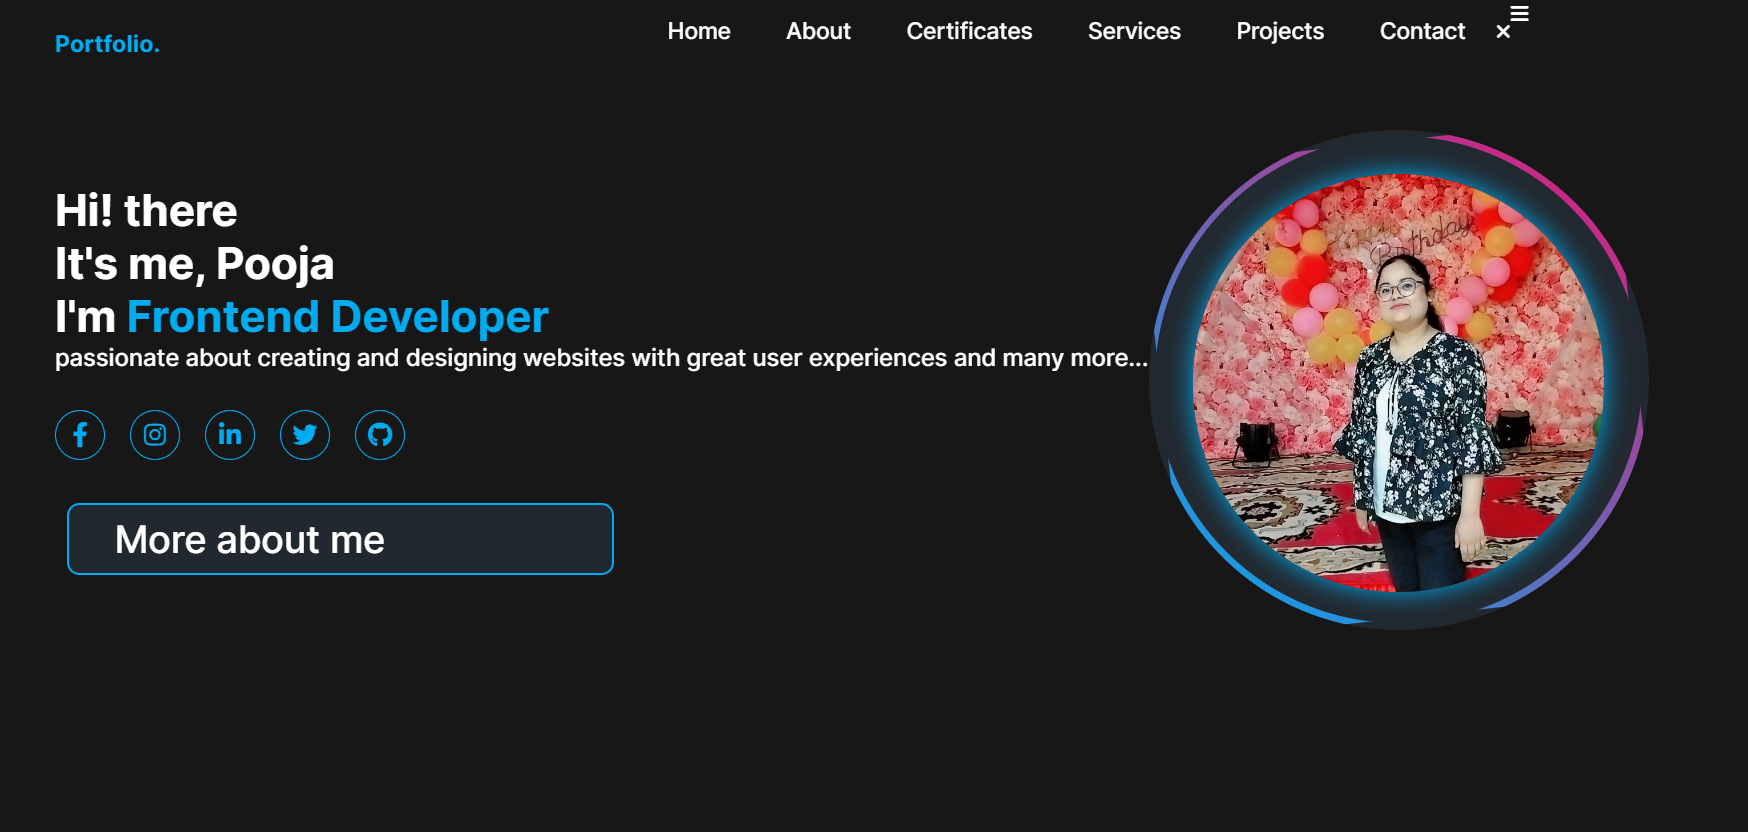 Portfolio.
Home About Certificates Services Projects Contact
Hi! there
It's me, Pooja
I'm Frontend Developer
passionate about creating and designing websites with great user experiences and many more...
More about me
Birthday